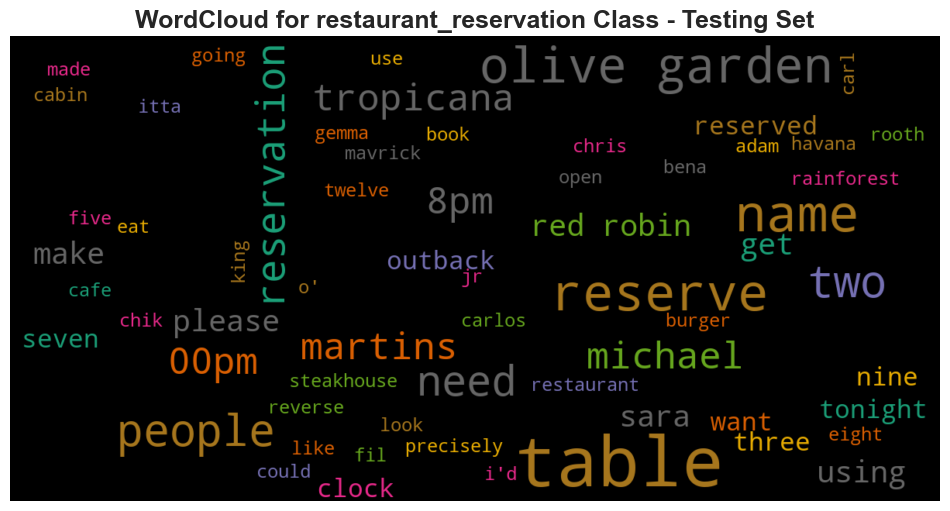 WordCloud for restaurant_reservation Class - Testing Set
made
going
use
olive garden
carl
cabin
itta
reservation
tropicana
gemma
book
mavrick
reserved
chris
adam
havana
rooth
open
bena
rainforest
twelve
8pm
five
eat
red robin
name
get
make
king
outback
jr
two
cafe
o'
reserve
chik
please
carlos
burger
seven
00pm
martins
michael
steakhouse
need
restaurant
nine
reverse
look
sara
want
tonight
people
like
fil
precisely
three
eight
could
i'd
table
using
clock